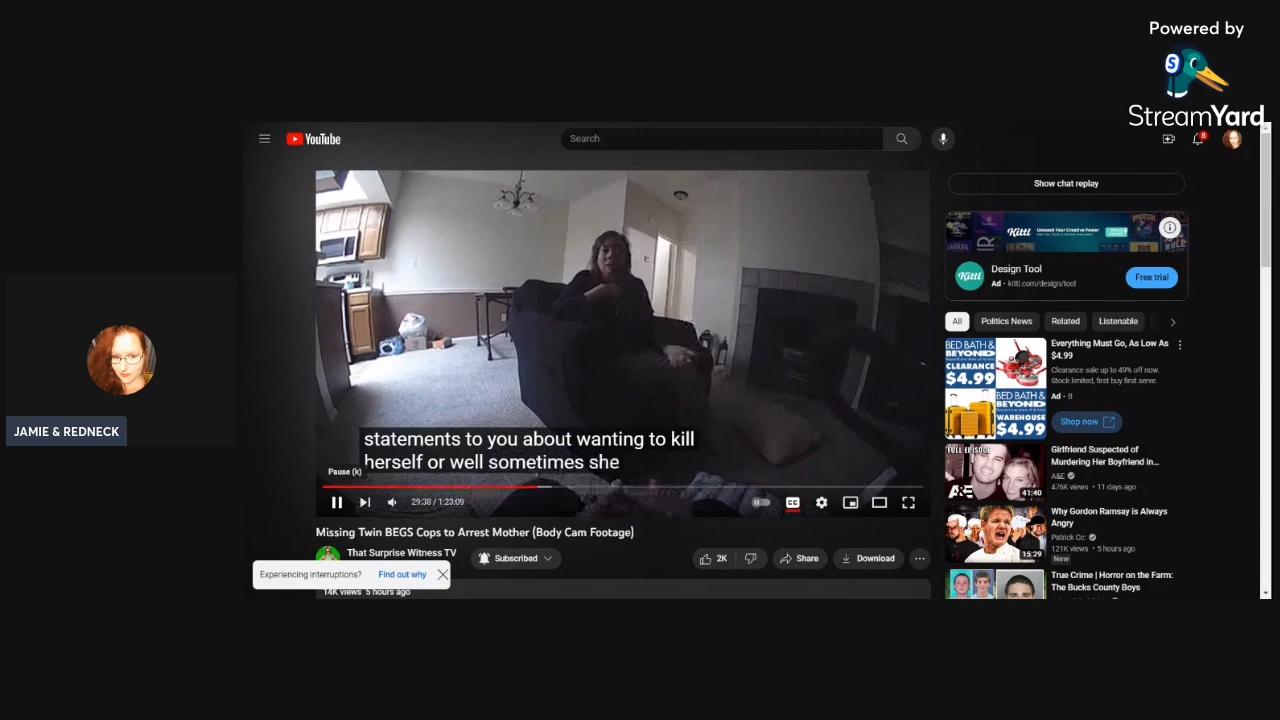 Powered by
StreamYard
YouTube
Search
8
Show chat replay
Kittl
Design Tool
Ad · kittl.com/design/tool
Free trial
All
Politics News
Related
Listenable
BED BATH &
BEYOND
CLEARANCE
$4.99
BED BATH &
BEYOND
WAREHOUSE
$4.99
Everything Must Go, As Low As
$4.99
Clearance sale up to 49% off now.
Stock limited, first buy first serve.
Ad · B
Shop now
FULL EPISODE
A&E
41:40
Girlfriend Suspected of
Murdering Her Boyfriend in...
A&E
476K views · 11 days ago
15:29
Why Gordon Ramsay is Always
Angry
Patrick Cc:
121K views · 5 hours ago
New
True Crime | Horror on the Farm:
The Bucks County Boys
JAMIE & REDNECK
statements to you about wanting to kill
herself or well sometimes she
Pause (k)
29:38 / 1:23:09
CC
Missing Twin BEGS Cops to Arrest Mother (Body Cam Footage)
That Surprise Witness TV
Subscribed
2K
Share
Download
Experiencing interruptions?
Find out why
14K views 5 hours ago